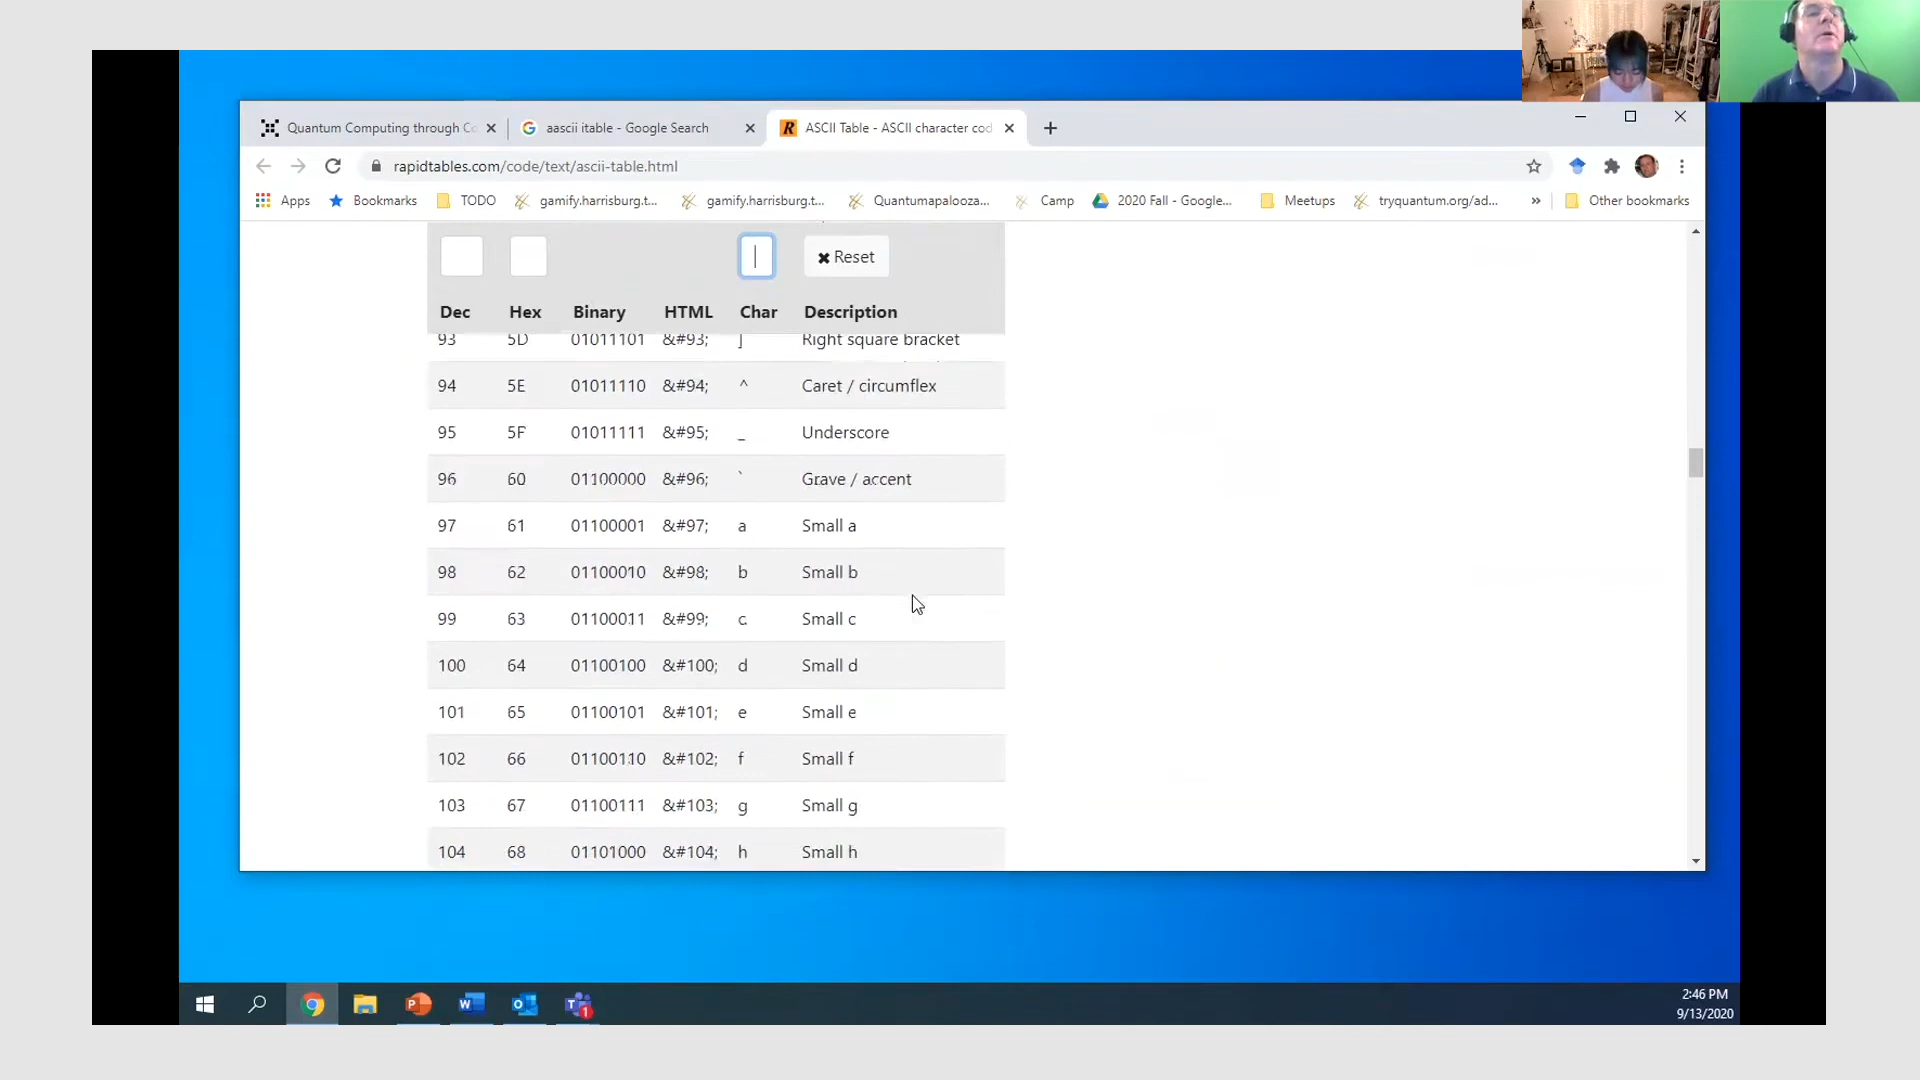 Quantum Computing through Co
aascii itable - Google Search
ASCII Table - ASCII character cod
rapidtables.com/code/text/ascii-table.html
Apps Bookmarks TODO gamify.harrisburg.t... gamify.harrisburg.t... Quantumapalooza... Camp 2020 Fall - Google... Meetups tryquantum.org/ad... » Other bookmarks
Reset
Dec Hex Binary HTML Char Description
93 5D 01011101 &#93; ] Right square bracket
94 5E 01011110 &#94; ^ Caret / circumflex
95 5F 01011111 &#95; _ Underscore
96 60 01100000 &#96; ` Grave / accent
97 61 01100001 &#97; a Small a
98 62 01100010 &#98; b Small b
99 63 01100011 &#99; c Small c
100 64 01100100 &#100; d Small d
101 65 01100101 &#101; e Small e
102 66 01100110 &#102; f Small f
103 67 01100111 &#103; g Small g
104 68 01101000 &#104; h Small h
2:46 PM
9/13/2020